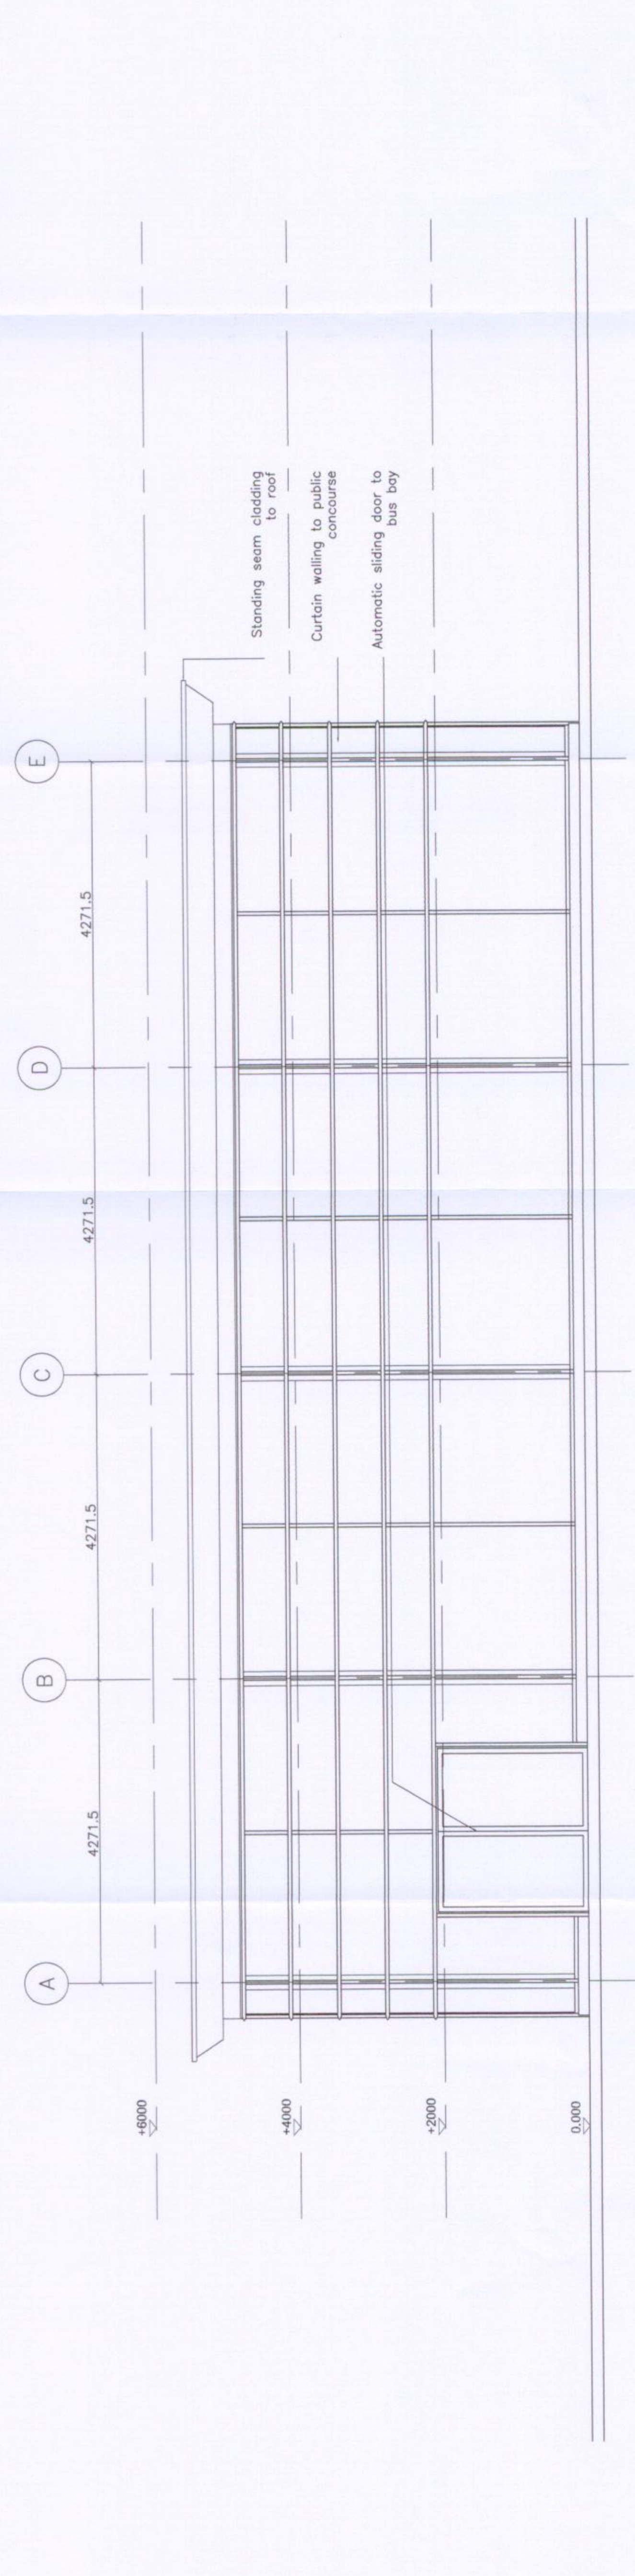 A
B
C
D
E
4271.5
4271.5
4271.5
4271.5
+6000
+4000
+2000
0.000
Standing seam cladding
to roof
Curtain walling to public
concourse
Automatic sliding door to
bus bay